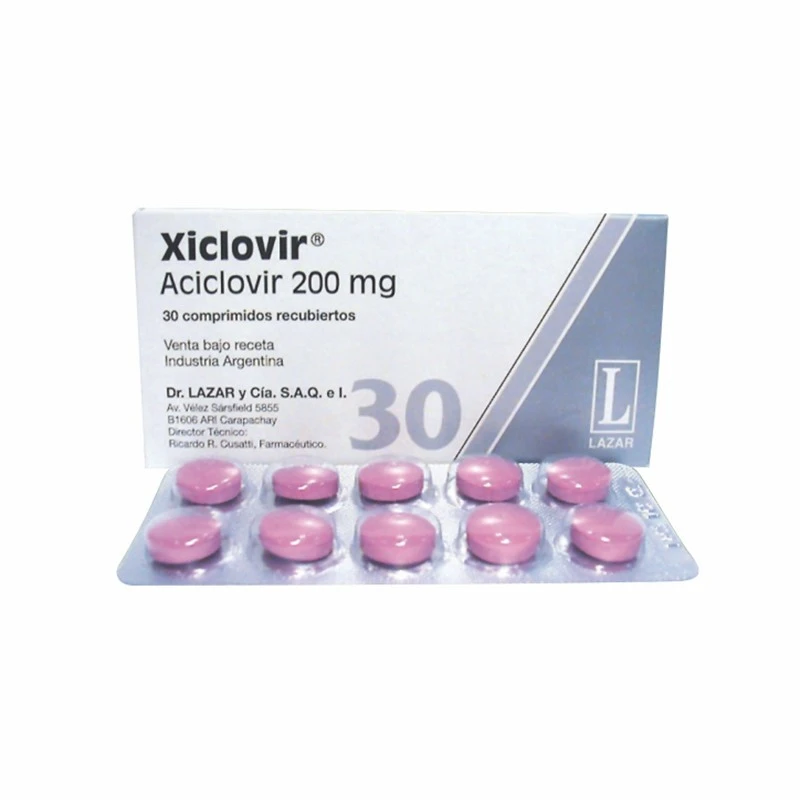 Xiclovir®
Aciclovir 200 mg
30 comprimidos recubiertos
Venta bajo receta
Industria Argentina
Dr. LAZAR y Cía. S.A.Q. e I.
Av. Vélez Sársfield 5855
B1606 ARI Carapachay
Director Técnico:
Ricardo R. Cusatti, Farmacéutico.
30
L
LAZAR